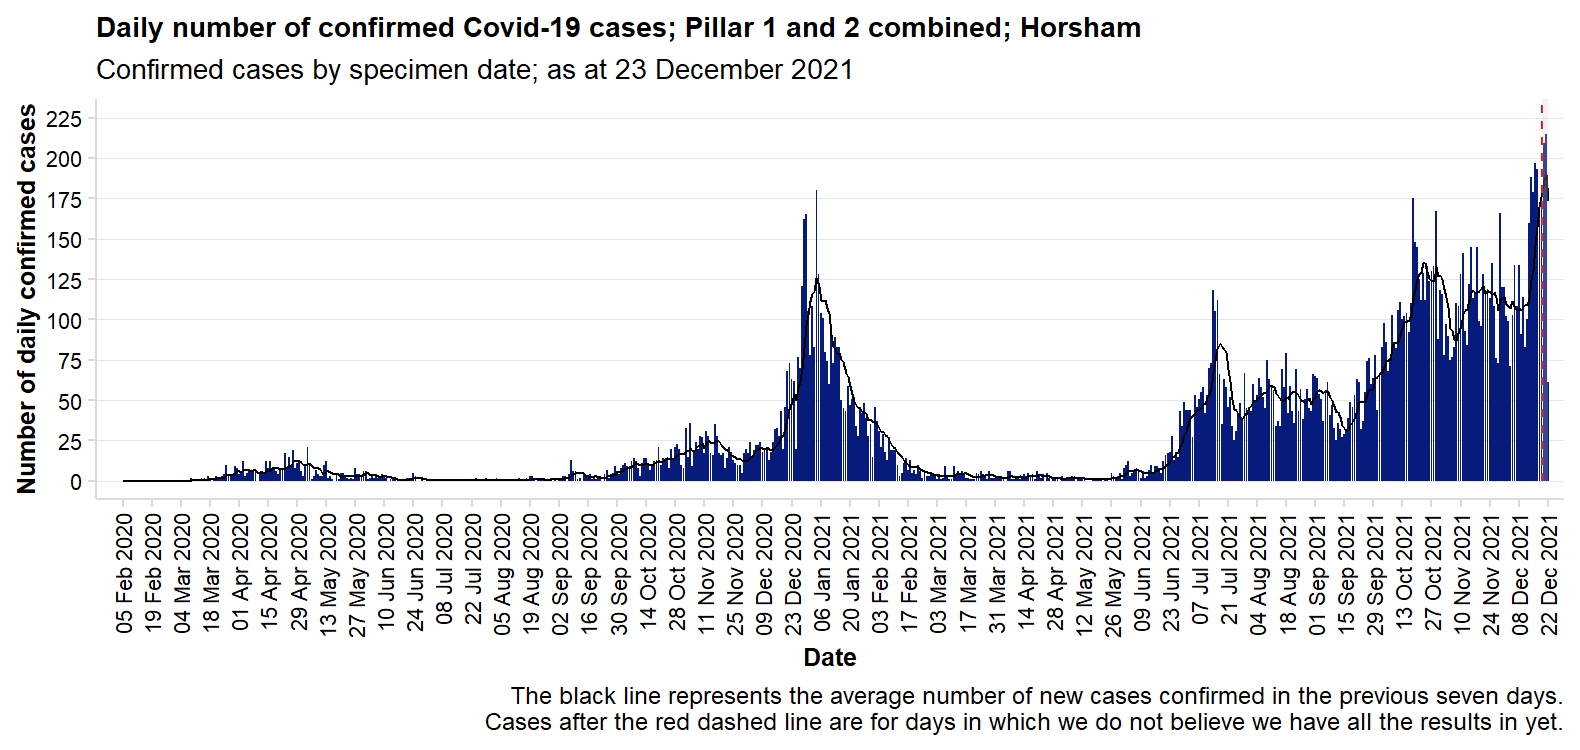 Daily number of confirmed Covid-19 cases; Pillar 1 and 2 combined; Horsham
Confirmed cases by specimen date; as at 23 December 2021
Number of daily confirmed cases
225
200
175
150
125
100
75
50
25
0
05 Feb 2020
19 Feb 2020
04 Mar 2020
18 Mar 2020
01 Apr 2020
15 Apr 2020
29 Apr 2020
13 May 2020
27 May 2020
10 Jun 2020
24 Jun 2020
08 Jul 2020
22 Jul 2020
05 Aug 2020
19 Aug 2020
02 Sep 2020
16 Sep 2020
30 Sep 2020
14 Oct 2020
28 Oct 2020
11 Nov 2020
25 Nov 2020
09 Dec 2020
23 Dec 2020
06 Jan 2021
20 Jan 2021
03 Feb 2021
17 Feb 2021
03 Mar 2021
17 Mar 2021
31 Mar 2021
14 Apr 2021
28 Apr 2021
12 May 2021
26 May 2021
09 Jun 2021
23 Jun 2021
07 Jul 2021
21 Jul 2021
04 Aug 2021
18 Aug 2021
01 Sep 2021
15 Sep 2021
29 Sep 2021
13 Oct 2021
27 Oct 2021
10 Nov 2021
24 Nov 2021
08 Dec 2021
22 Dec 2021
Date
The black line represents the average number of new cases confirmed in the previous seven days.
Cases after the red dashed line are for days in which we do not believe we have all the results in yet.